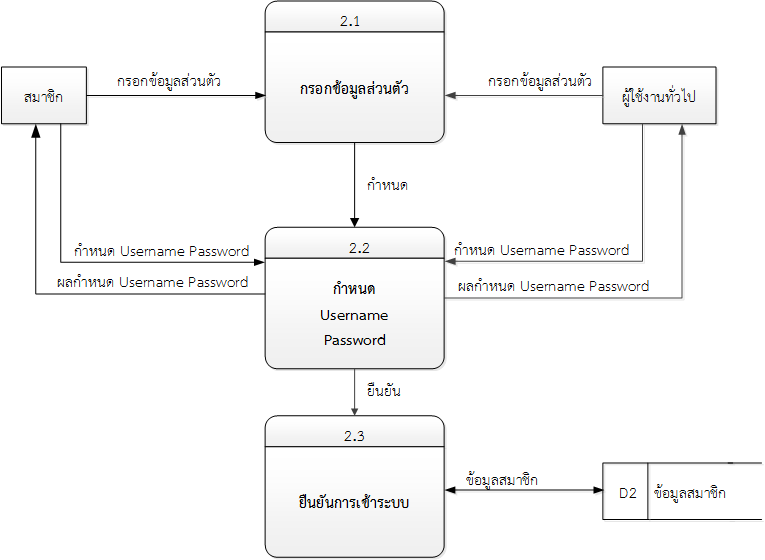 2.1
กรอกข้อมูลส่วนตัว
สมาชิก
กรอกข้อมูลส่วนตัว
กรอกข้อมูลส่วนตัว
ผู้ใช้งานทั่วไป
กำหนด
2.2
กำหนด
Username
Password
กำหนด Username Password
ผลกำหนด Username Password
กำหนด Username Password
ผลกำหนด Username Password
ยืนยัน
2.3
ยืนยันการเข้าระบบ
ข้อมูลสมาชิก
D2 ข้อมูลสมาชิก